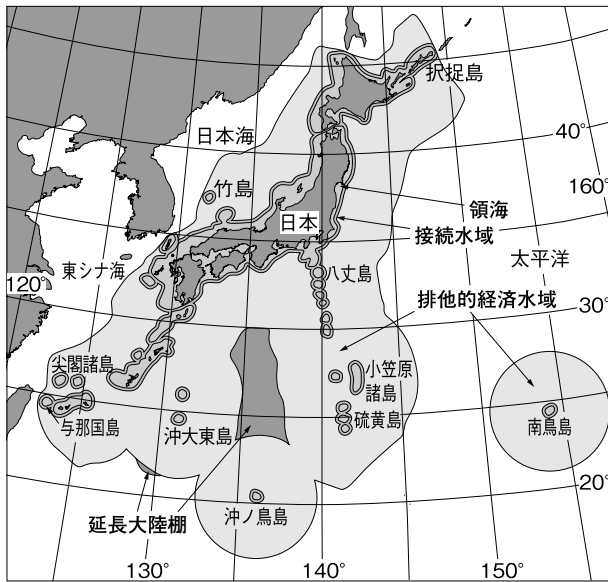 択捉島
日本海
40°
竹島
160°
領海
日本
接続水域
東シナ海
太平洋
120°
八丈島
排他的経済水域
30°
尖閣諸島
小笠原
諸島
与那国島
沖大東島
硫黄島
南鳥島
20°
延長大陸棚
沖ノ鳥島
130°
140°
150°